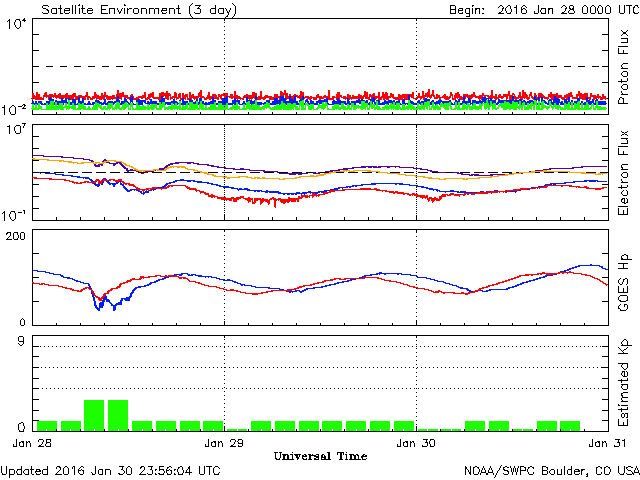 Satellite Environment (3 day) Begin: 2016 Jan 28 0000 UTC
10^4
10^-2
Proton Flux
10^7
10^-1
Electron Flux
200
0
GOES Hp
9
0
Estimated Kp
Jan 28 Jan 29 Jan 30 Jan 31
Universal Time
Updated 2016 Jan 30 23:56:04 UTC NOAA/SWPC Boulder, CO USA